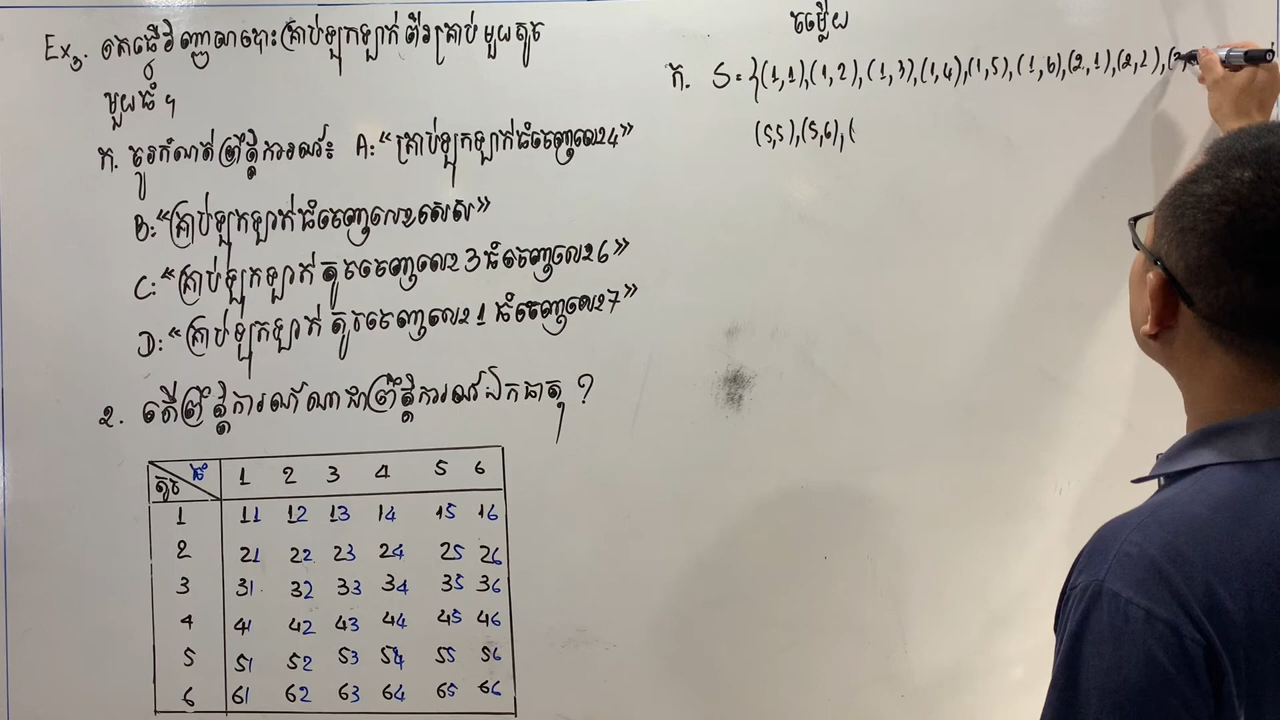 Ex3. គេធ្វើវិញ្ញាសាបោះគ្រាប់ឡុកឡាក់ ពីរគ្រាប់ មួយតូច
មួយធំ ។
ក. ចូរកំណត់ព្រឹត្តិការណ៍៖ A: “គ្រាប់ឡុកឡាក់ធំចេញលេខ4”
B: “គ្រាប់ឡុកឡាក់ធំចេញលេខសេស”
C: “គ្រាប់ឡុកឡាក់ តូចចេញលេខ 3 ធំចេញលេខ 6”
D: “គ្រាប់ឡុកឡាក់ តូចចេញលេខ 1 ធំចេញលេខ 7”
ខ. តើព្រឹត្តិការណ៍ណាជាព្រឹត្តិការណ៍ឯកធាតុ ?
ធំ 1 2 3 4 5 6
តូច
1 11 12 13 14 15 16
2 21 22 23 24 25 26
3 31 32 33 34 35 36
4 41 42 43 44 45 46
5 51 52 53 54 55 56
6 61 62 63 64 65 66
ចម្លើយ
ក. S = {(1,1),(1,2),(1,3),(1,4),(1,5),(1,6),(2,1),(2,2),
(5,5),(5,6),(